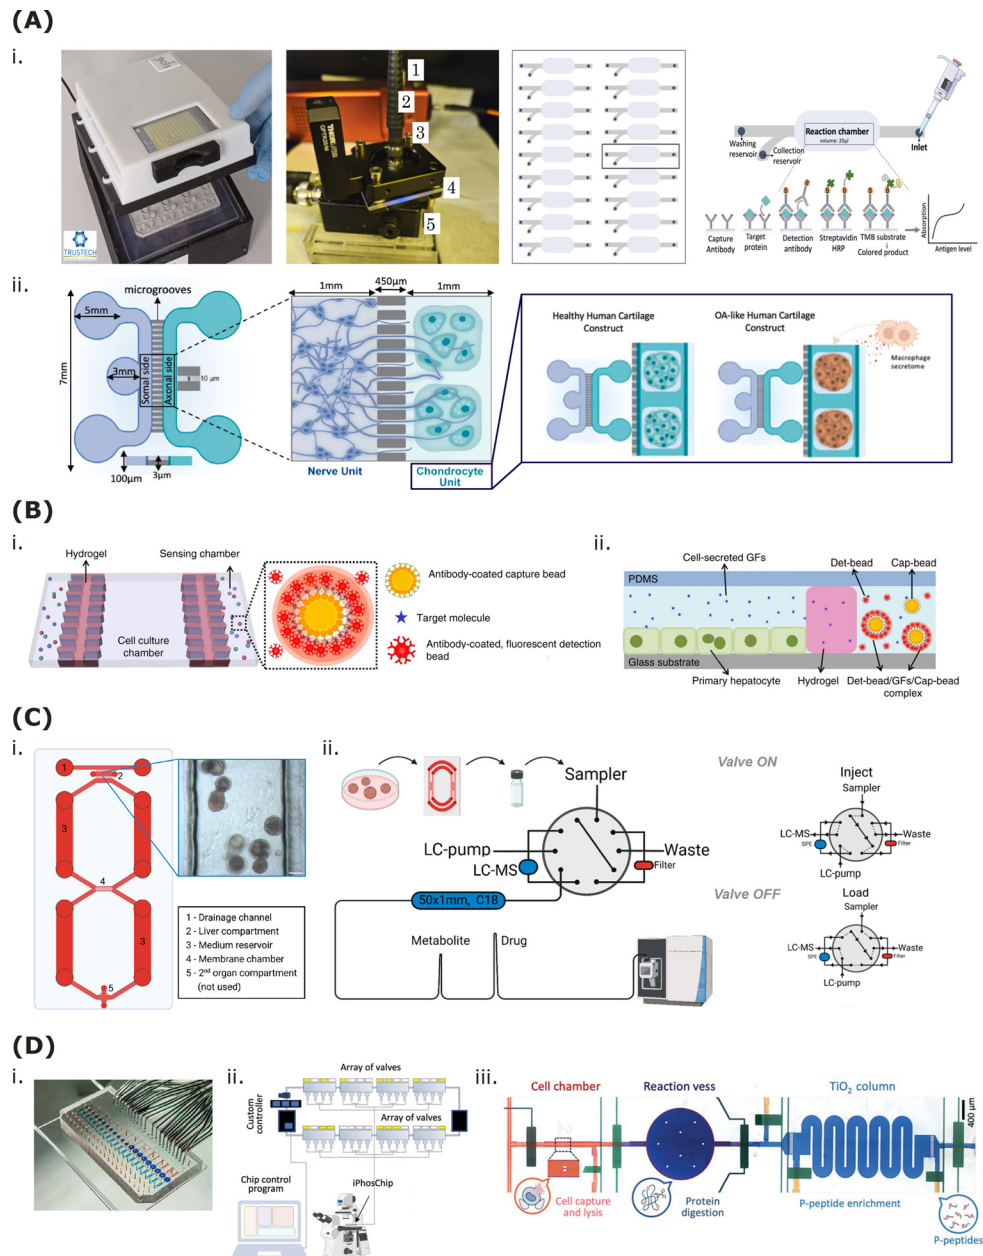 (A)
i.
TRUSTECH
1
2
3
4
5
Reaction chamber
volume: 20µl
Washing
reservoir
Collection
reservoir
Inlet
Capture
Antibody
Target
protein
Detection
antibody
Streptavidin
HRP
TMB substrate
Colored product
Absorption
Antigen level
ii.
microgrooves
5mm
7mm
3mm
Somal side
Axonal side
10 µm
100µm
3µm
1mm
450µm
1mm
Nerve Unit
Chondrocyte
Unit
Healthy Human Cartilage
Construct
OA-like Human Cartilage
Construct
Macrophage
secretome
(B)
i.
Hydrogel
Sensing chamber
Cell culture
chamber
Antibody-coated capture bead
Target molecule
Antibody-coated, fluorescent detection
bead
ii.
Cell-secreted GFs
Det-bead
Cap-bead
PDMS
Glass substrate
Primary hepatocyte
Hydrogel
Det-bead/GFs/Cap-bead
complex
(C)
i.
1
2
3
4
3
5
1 - Drainage channel
2 - Liver compartment
3 - Medium reservoir
4 - Membrane chamber
5 - 2nd organ compartment
(not used)
ii.
Sampler
LC-pump
LC-MS
Waste
Filter
50x1mm, C18
Metabolite
Drug
Valve ON
Inject
Sampler
LC-MS
SPE
Waste
Filter
LC-pump
Valve OFF
Load
Sampler
LC-MS
SPE
Waste
Filter
LC-pump
(D)
i.
ii.
Array of valves
Custom
controller
Array of valves
Chip control
program
iPhosChip
iii.
Cell chamber
Reaction vess
TiO2 column
400 µm
Cell capture
and lysis
Protein
digestion
P-peptide enrichment
P-peptides